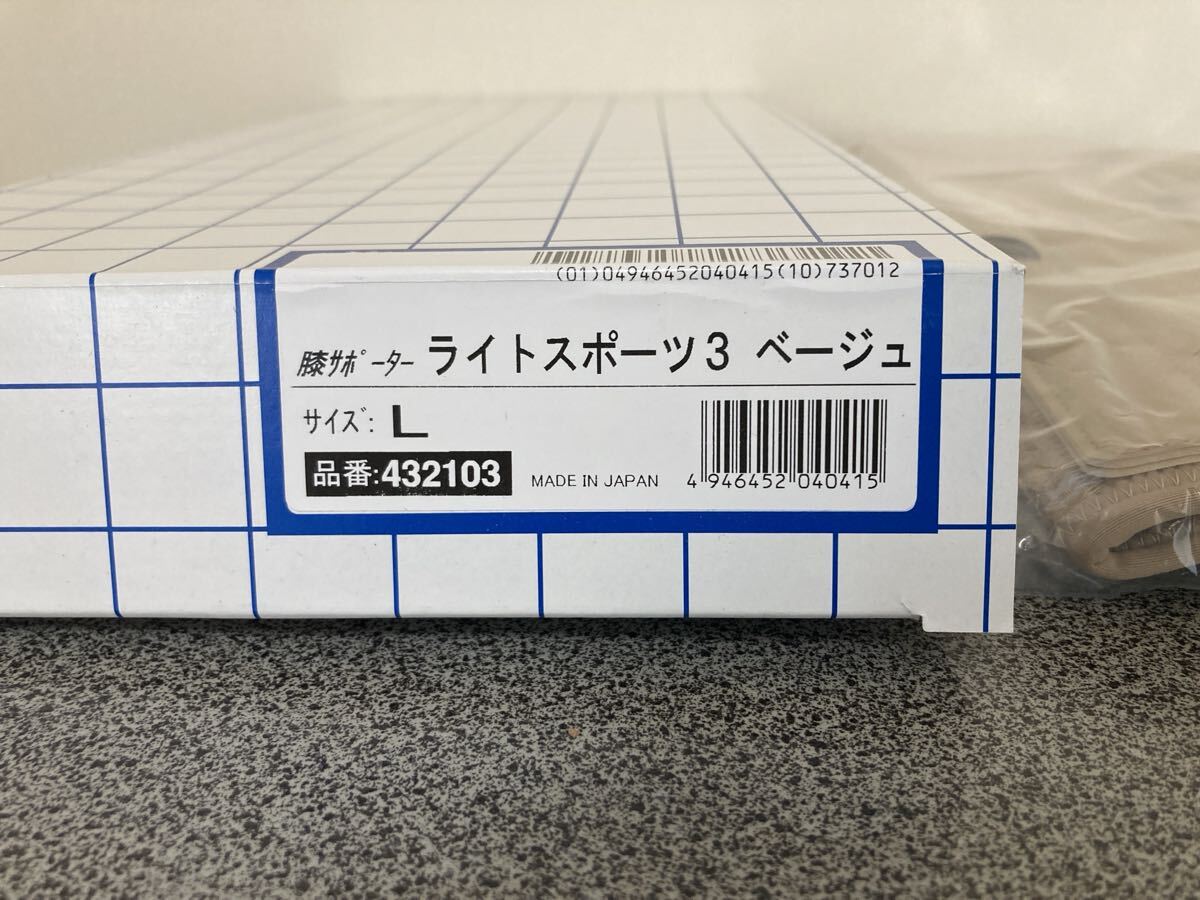 (01)04946452040415(10)737012
膝ｻﾎﾟｰﾀｰ ライトスポーツ3 ベージュ
ｻｲｽﾞ: L
品番:432103 MADE IN JAPAN 4 946452 040415